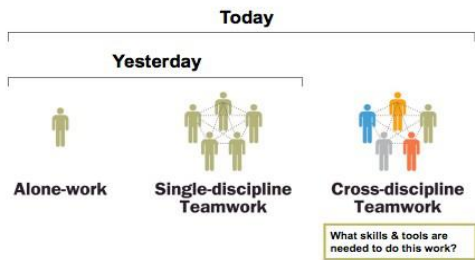 Today
Yesterday
Alone-work
Single-discipline
Teamwork
Cross-discipline
Teamwork
What skills & tools are
needed to do this work?